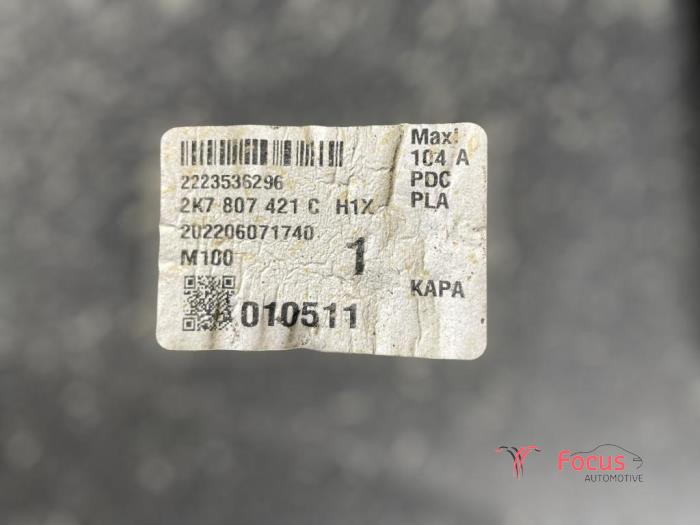 2223536296
2K7 807 421 C H1X
202206071740
M100
1
010511
Maxi
104 A
PDC
PLA
KAPA
Focus
AUTOMOTIVE